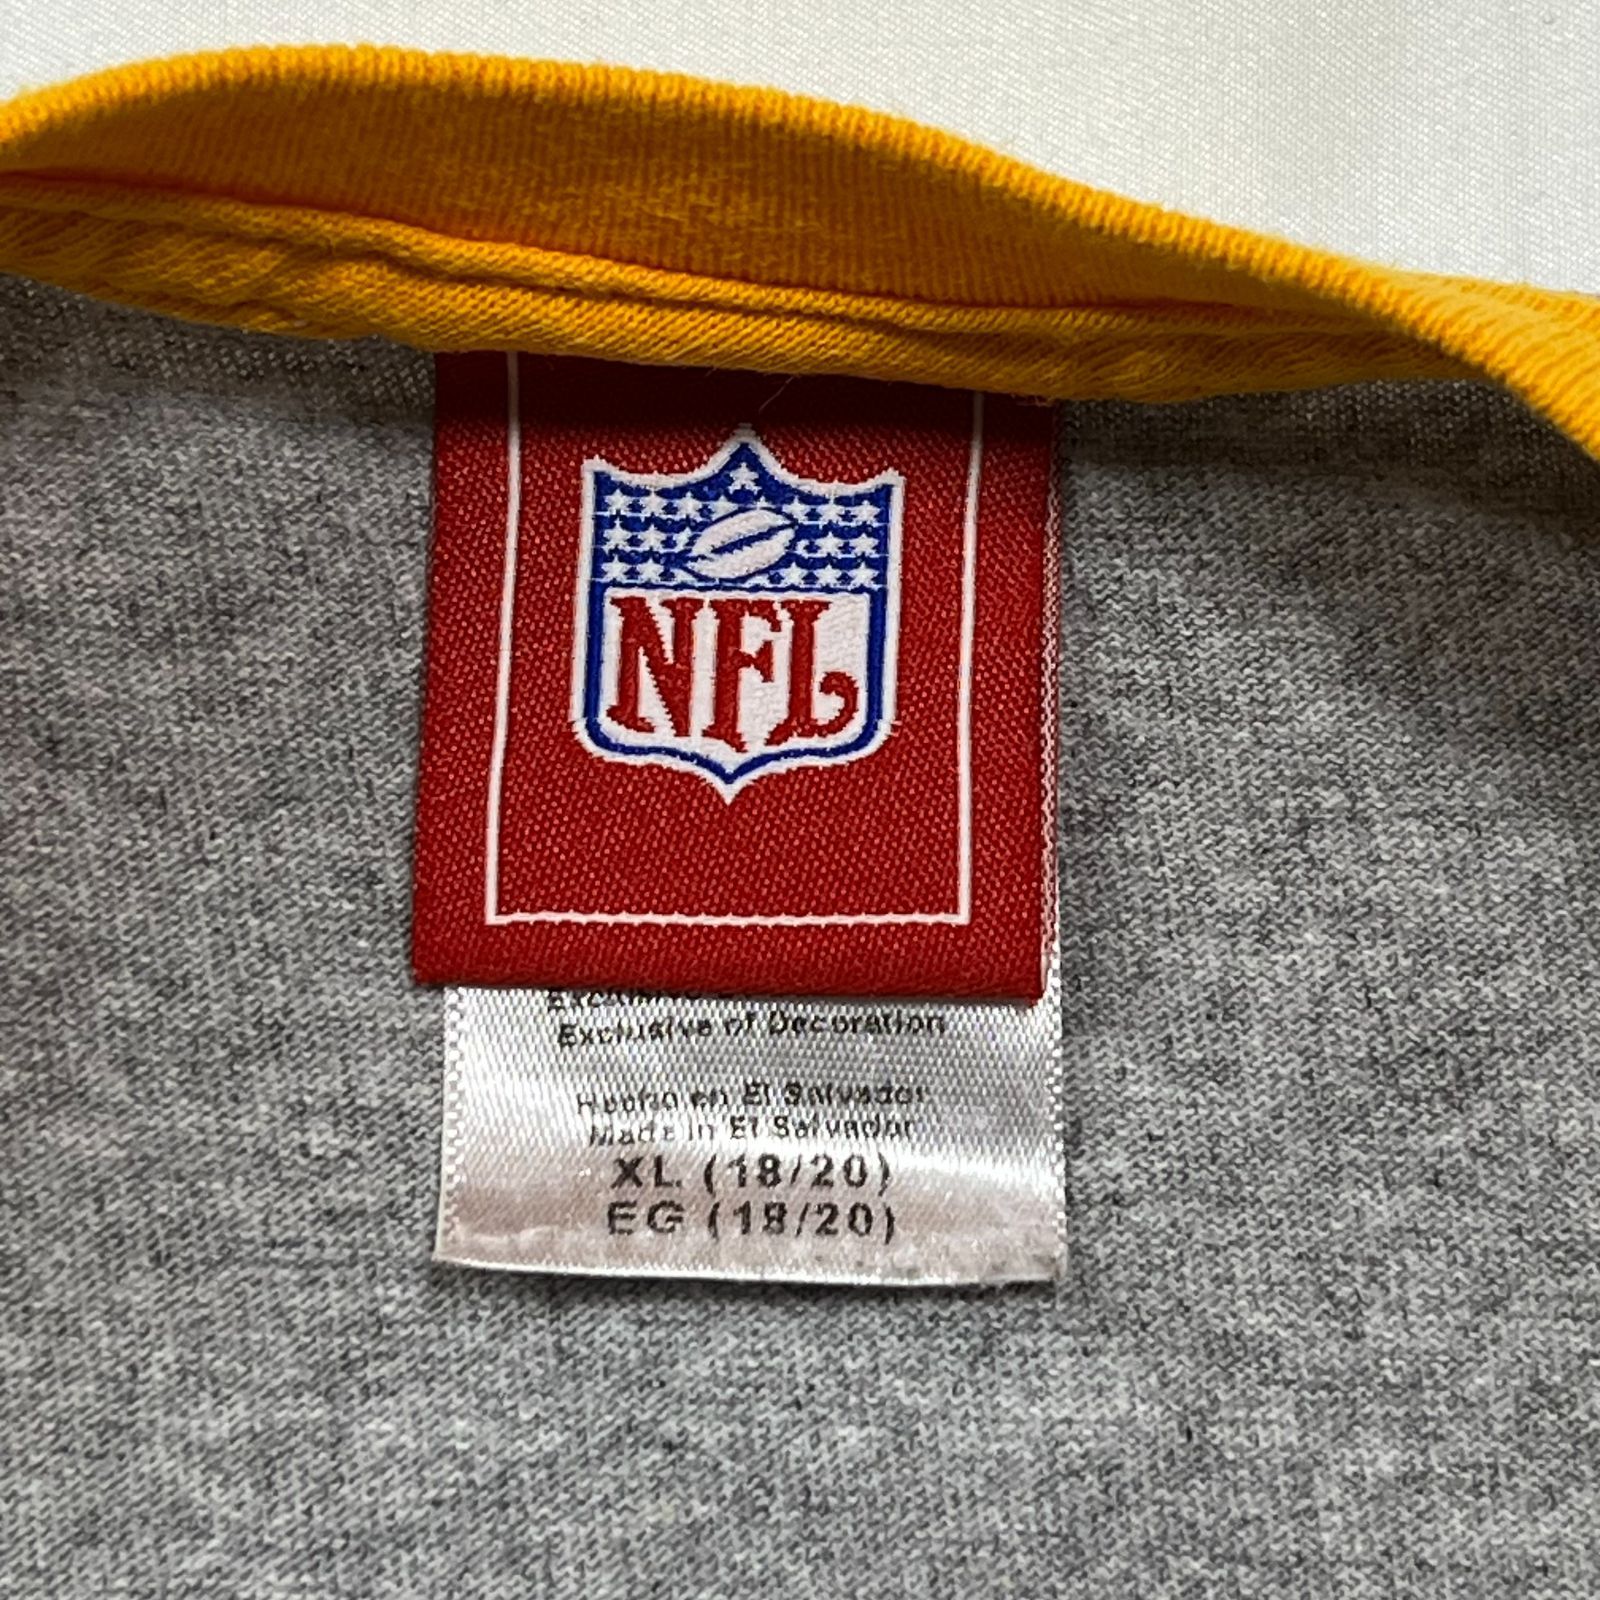 NFL
Exclusive of Decoration
Hecho en El Salvador
Made in El Salvador
XL (18/20)
EG (18/20)